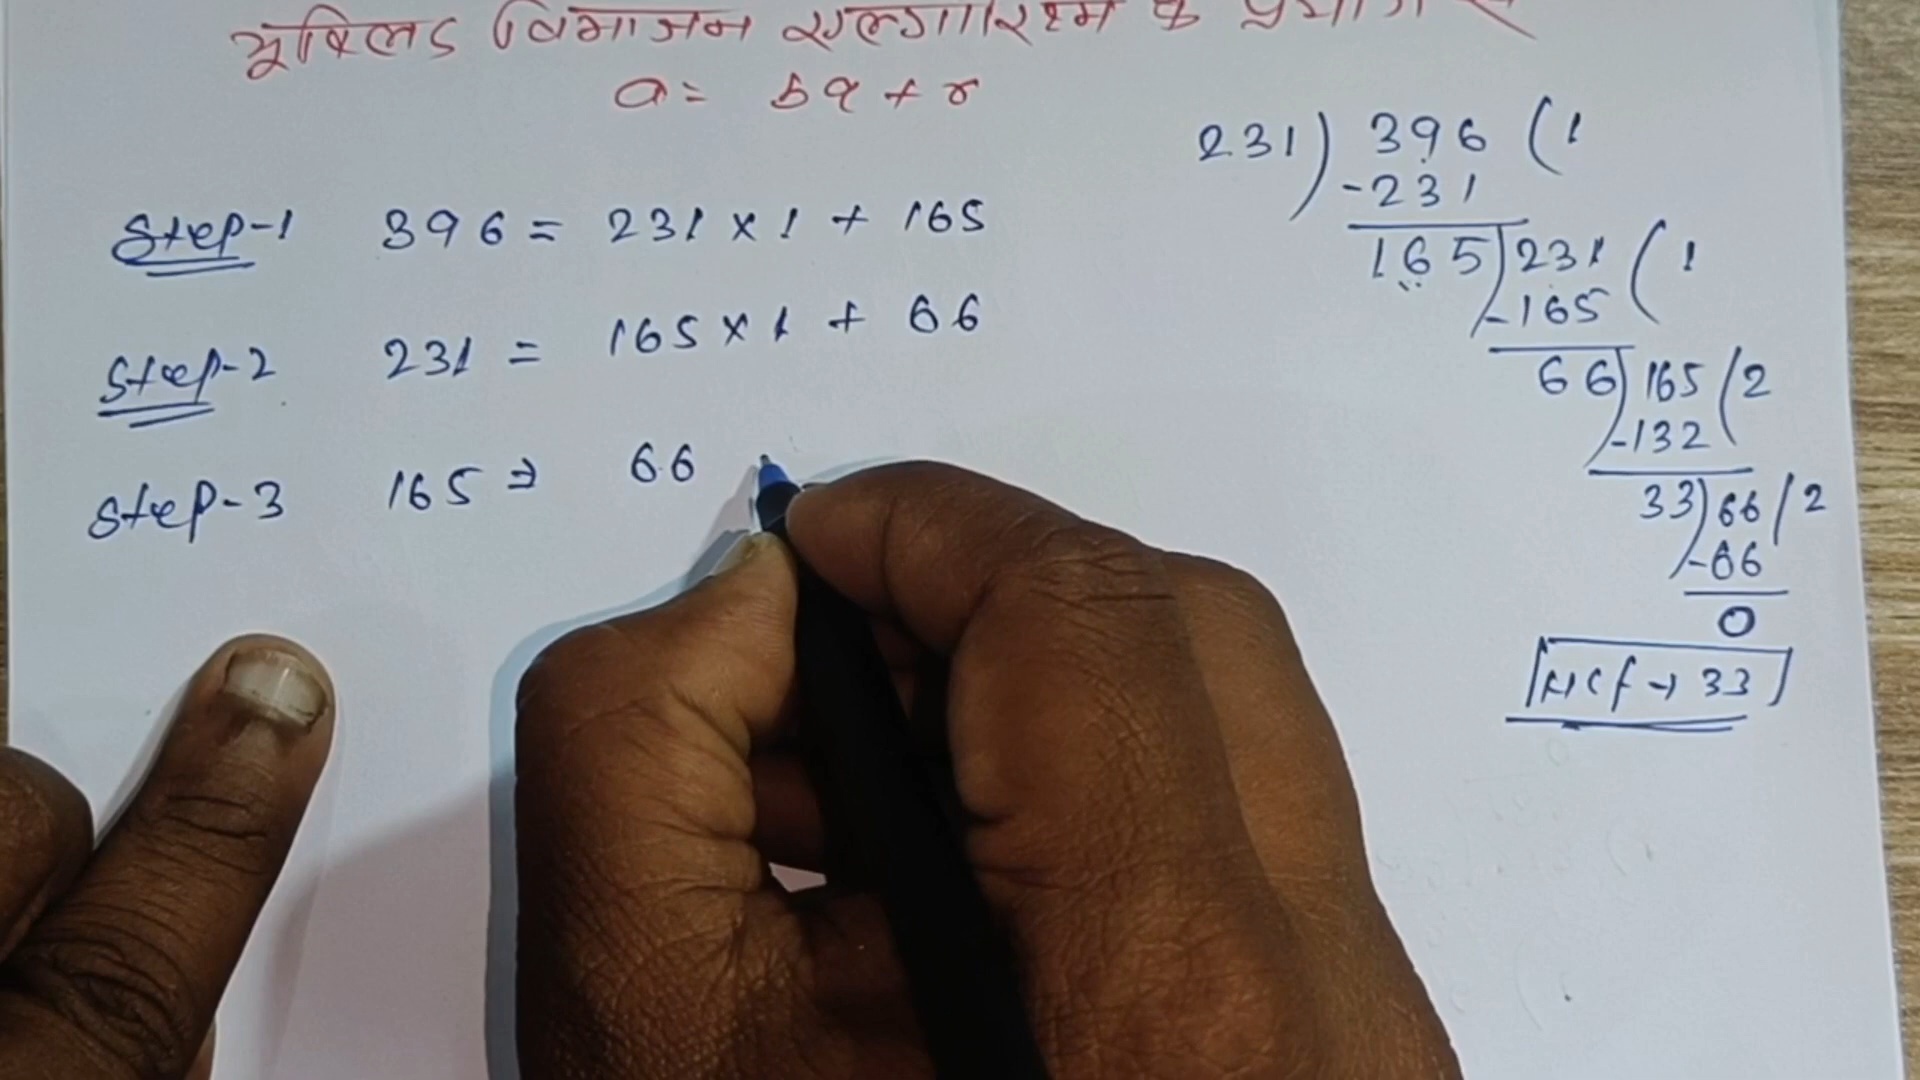 यूक्लिड विभाजन एल्गोरिथ्म के प्रयोग से
a = bq + r
Step-1 396 = 231 × 1 + 165
Step-2 231 = 165 × 1 + 66
Step-3 165 = 66
231) 396 (1
-231
165) 231 (1
-165
66) 165 (2
-132
33) 66 (2
-66
0
HCF → 33